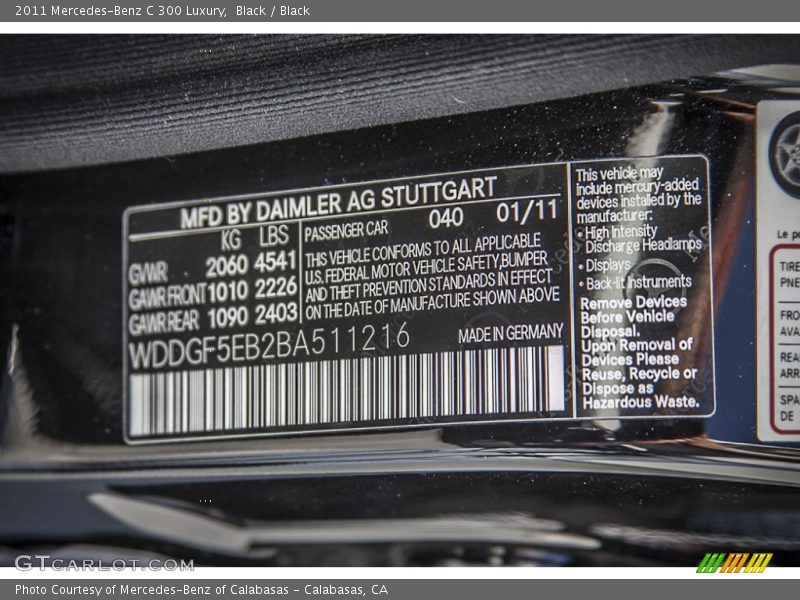 2011 Mercedes-Benz C 300 Luxury,  Black / Black
MFD BY DAIMLER AG STUTTGART
KG LBS
GVWR 2060 4541
GAWR FRONT 1010 2226
GAWR REAR 1090 2403
PASSENGER CAR 040 01/11
THIS VEHICLE CONFORMS TO ALL APPLICABLE
U.S. FEDERAL MOTOR VEHICLE SAFETY, BUMPER
AND THEFT PREVENTION STANDARDS IN EFFECT
ON THE DATE OF MANUFACTURE SHOWN ABOVE
WDDGF5EB2BA511216
MADE IN GERMANY
This vehicle may
include mercury-added
devices installed by the
manufacturer:
• High Intensity
Discharge Headlamps
• Displays
• Back-lit Instruments
Remove Devices
Before Vehicle
Disposal.
Upon Removal of
Devices Please
Reuse, Recycle or
Dispose as
Hazardous Waste.
Le
TIRE
REAR
DE
GTCARLOT.COM
Photo Courtesy of Mercedes-Benz of Calabasas - Calabasas, CA